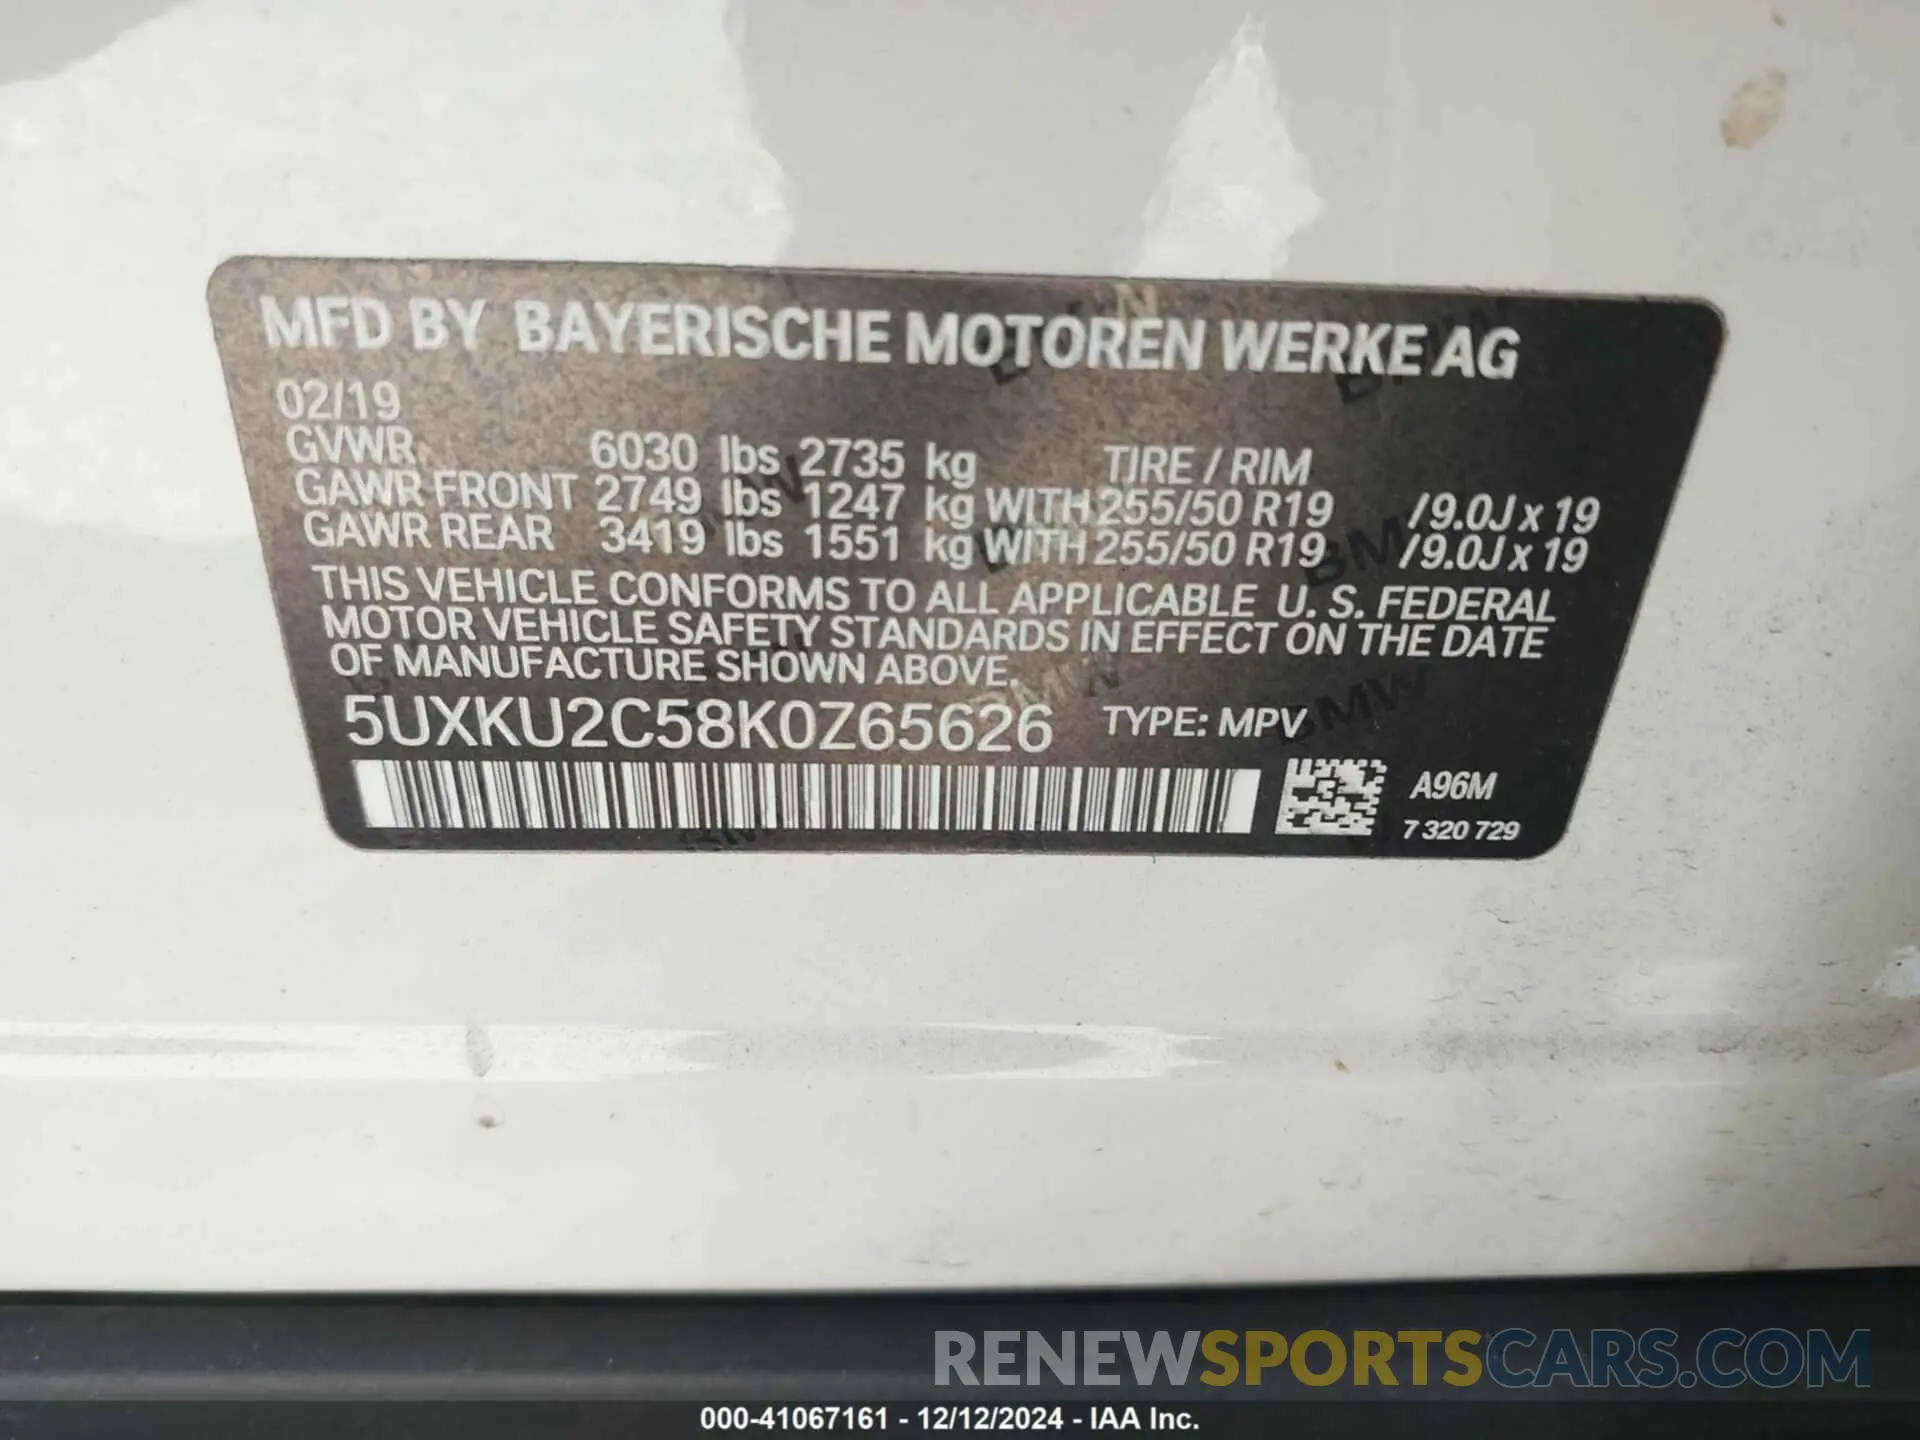 MFD BY BAYERISCHE MOTOREN WERKE AG
02/19
GVWR 6030 lbs 2735 kg TIRE / RIM
GAWR FRONT 2749 lbs 1247 kg WITH 255/50 R19 /9.0J x 19
GAWR REAR 3419 lbs 1551 kg WITH 255/50 R19 /9.0J x 19
THIS VEHICLE CONFORMS TO ALL APPLICABLE U. S. FEDERAL
MOTOR VEHICLE SAFETY STANDARDS IN EFFECT ON THE DATE
OF MANUFACTURE SHOWN ABOVE.
5UXKU2C58K0Z65626 TYPE: MPV
A96M
7 320 729
RENEWSPORTSCARS.COM
000-41067161 - 12/12/2024 - IAA Inc.